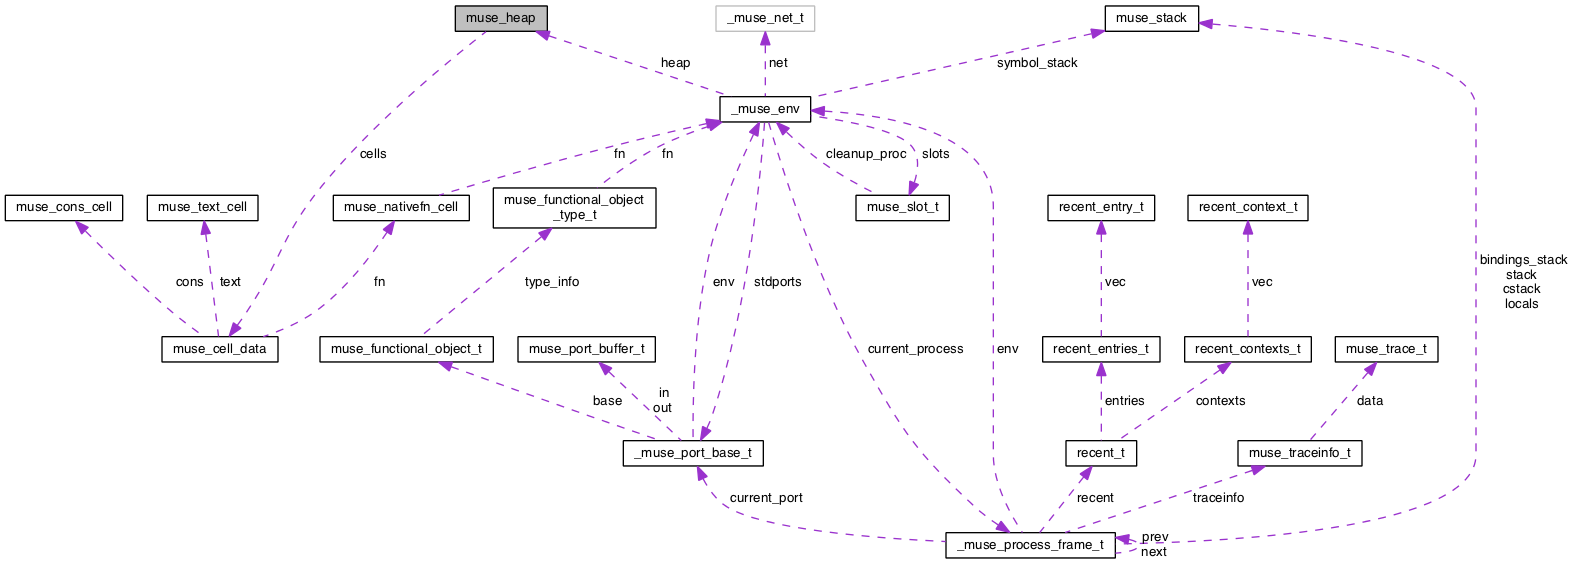 muse_heap
_muse_net_t
muse_stack
heap
net
symbol_stack
_muse_env
cells
fn
fn
cleanup_proc
slots
muse_cons_cell
muse_text_cell
muse_nativefn_cell
muse_functional_object
_type_t
muse_slot_t
recent_entry_t
recent_context_t
cons
text
fn
type_info
env
stdports
vec
vec
bindings_stack
stack
cstack
locals
muse_cell_data
muse_functional_object_t
muse_port_buffer_t
current_process
env
recent_entries_t
recent_contexts_t
muse_trace_t
base
in
out
entries
contexts
data
_muse_port_base_t
recent_t
muse_traceinfo_t
current_port
recent
traceinfo
_muse_process_frame_t
prev
next